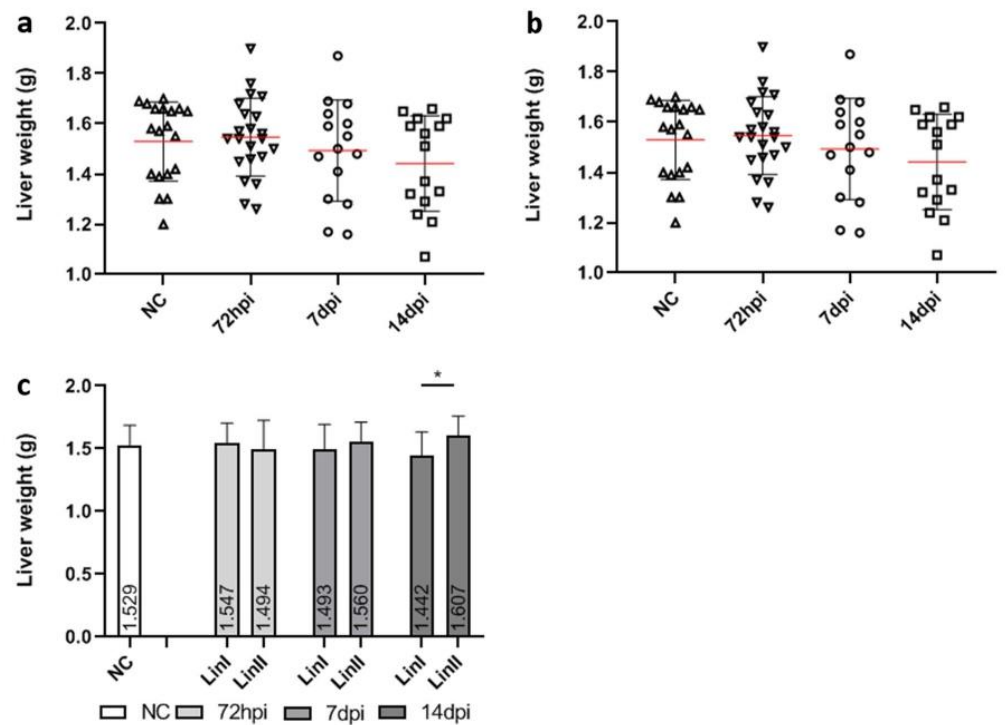 a
Liver weight (g)
2.0
1.8
1.6
1.4
1.2
1.0
NC
72hpi
7dpi
14dpi
b
Liver weight (g)
2.0
1.8
1.6
1.4
1.2
1.0
NC
72hpi
7dpi
14dpi
c
Liver weight (g)
2.0
1.5
1.0
0.5
0.0
*
1.529
1.547
1.494
1.493
1.560
1.442
1.607
NC
LinI
LinII
LinI
LinII
LinI
LinII
NC 72hpi 7dpi 14dpi